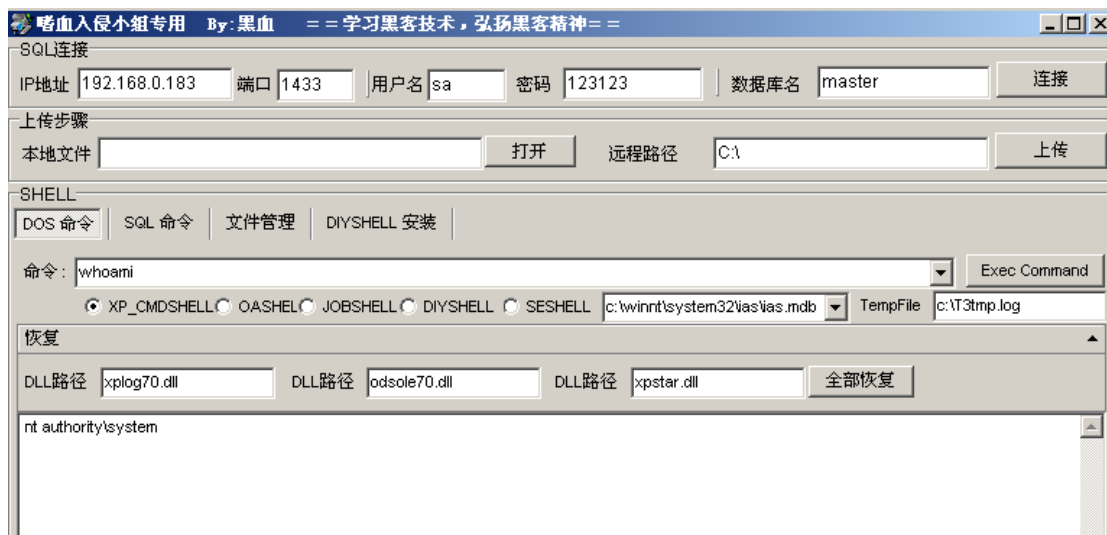 嗜血入侵小组专用 By:黑血 ==学习黑客技术，弘扬黑客精神==
SQL连接
IP地址 192.168.0.183 端口 1433 用户名 sa 密码 123123 数据库名 master 连接
上传步骤
本地文件 打开 远程路径 C:\ 上传
SHELL
DOS 命令 SQL 命令 文件管理 DIYSHELL 安装
命令: whoami Exec Command
XP_CMDSHELL OASHEL JOBSHELL DIYSHELL SESHELL c:\winnt\system32\ias\ias.mdb TempFile c:\T3tmp.log
恢复
DLL路径 xplog70.dll DLL路径 odsole70.dll DLL路径 xpstar.dll 全部恢复
nt authority\system